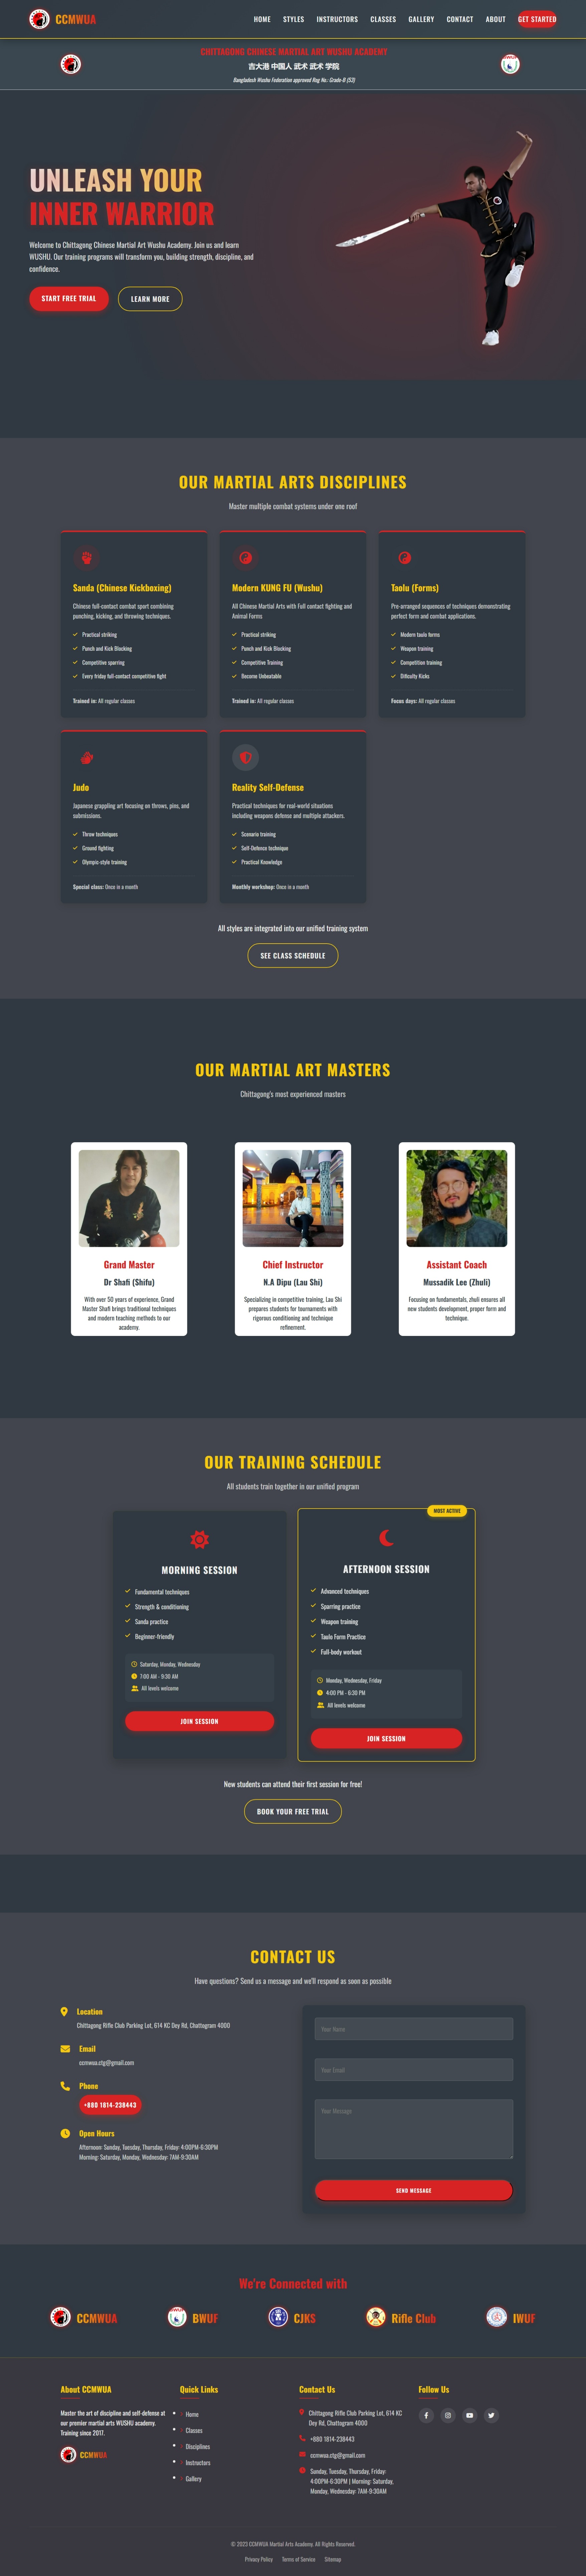 CCMWUA
HOME STYLES INSTRUCTORS CLASSES GALLERY CONTACT ABOUT GET STARTED
CHITTAGONG CHINESE MARTIAL ART WUSHU ACADEMY
吉大港 中国人 武术 武术 学院
Bangladesh Wushu Federation approved Reg No.: Grade-B (53)
UNLEASH YOUR
INNER WARRIOR
Welcome to Chittagong Chinese Martial Art Wushu Academy. Join us and learn
WUSHU. Our training programs will transform you, building strength, discipline, and
confidence.
START FREE TRIAL LEARN MORE
OUR MARTIAL ARTS DISCIPLINES
Master multiple combat systems under one roof
Sanda (Chinese Kickboxing)
Chinese full-contact combat sport combining
punching, kicking, and throwing techniques.
Practical striking
Punch and Kick Blocking
Competitive sparring
Every friday full-contact competitive fight
Trained in: All regular classes
Modern KUNG FU (Wushu)
All Chinese Martial Arts with Full contact fighting and
Animal Forms
Practical striking
Punch and Kick Blocking
Competitive Training
Become Unbeatable
Trained in: All regular classes
Taolu (Forms)
Pre-arranged sequences of techniques demonstrating
perfect form and combat applications.
Modern taolu forms
Weapon training
Competition training
Difficulty Kicks
Focus days: All regular classes
Judo
Japanese grappling art focusing on throws, pins, and
submissions.
Throw techniques
Ground fighting
Olympic-style training
Special class: Once in a month
Reality Self-Defense
Practical techniques for real-world situations
including weapons defense and multiple attackers.
Scenario training
Self-Defence technique
Practical Knowledge
Monthly workshop: Once in a month
All styles are integrated into our unified training system
SEE CLASS SCHEDULE
OUR MARTIAL ART MASTERS
Chittagong's most experienced masters
Grand Master
Dr Shafi (Shifu)
With over 50 years of experience, Grand
Master Shafi brings traditional techniques
and modern teaching methods to our
academy.
Chief Instructor
N.A Dipu (Lau Shi)
Specializing in competitive training, Lau Shi
prepares students for tournaments with
rigorous conditioning and technique
refinement.
Assistant Coach
Mussadik Lee (Zhuli)
Focusing on fundamentals, zhuli ensures all
new students development, proper form and
technique.
OUR TRAINING SCHEDULE
All students train together in our unified program
MORNING SESSION
Fundamental techniques
Strength & conditioning
Sanda practice
Beginner-friendly
Saturday, Monday, Wednesday
7:00 AM - 9:30 AM
All levels welcome
JOIN SESSION
MOST ACTIVE
AFTERNOON SESSION
Advanced techniques
Sparring practice
Weapon training
Taolu Form Practice
Full-body workout
Monday, Wednesday, Friday
4:00 PM - 6:30 PM
All levels welcome
JOIN SESSION
New students can attend their first session for free!
BOOK YOUR FREE TRIAL
CONTACT US
Have questions? Send us a message and we'll respond as soon as possible
Location
Chittagong Rifle Club Parking Lot, 614 KC Dey Rd, Chattogram 4000
Email
ccmwua.ctg@gmail.com
Phone
+880 1814-238443
Open Hours
Afternoon: Sunday, Tuesday, Thursday, Friday: 4:00PM-6:30PM
Morning: Saturday, Monday, Wednesday: 7AM-9:30AM
Your Name
Your Email
Your Message
SEND MESSAGE
We're Connected with
CCMWUA BWUF CJKS Rifle Club IWUF
About CCMWUA
Master the art of discipline and self-defense at
our premier martial arts WUSHU academy.
Training since 2017.
CCMWUA
Quick Links
Home
Classes
Disciplines
Instructors
Gallery
Contact Us
Chittagong Rifle Club Parking Lot, 614 KC
Dey Rd, Chattogram 4000
+880 1814-238443
ccmwua.ctg@gmail.com
Sunday, Tuesday, Thursday, Friday:
4:00PM-6:30PM | Morning: Saturday,
Monday, Wednesday: 7AM-9:30AM
Follow Us
© 2023 CCMWUA Martial Arts Academy. All Rights Reserved.
Privacy Policy Terms of Service Sitemap